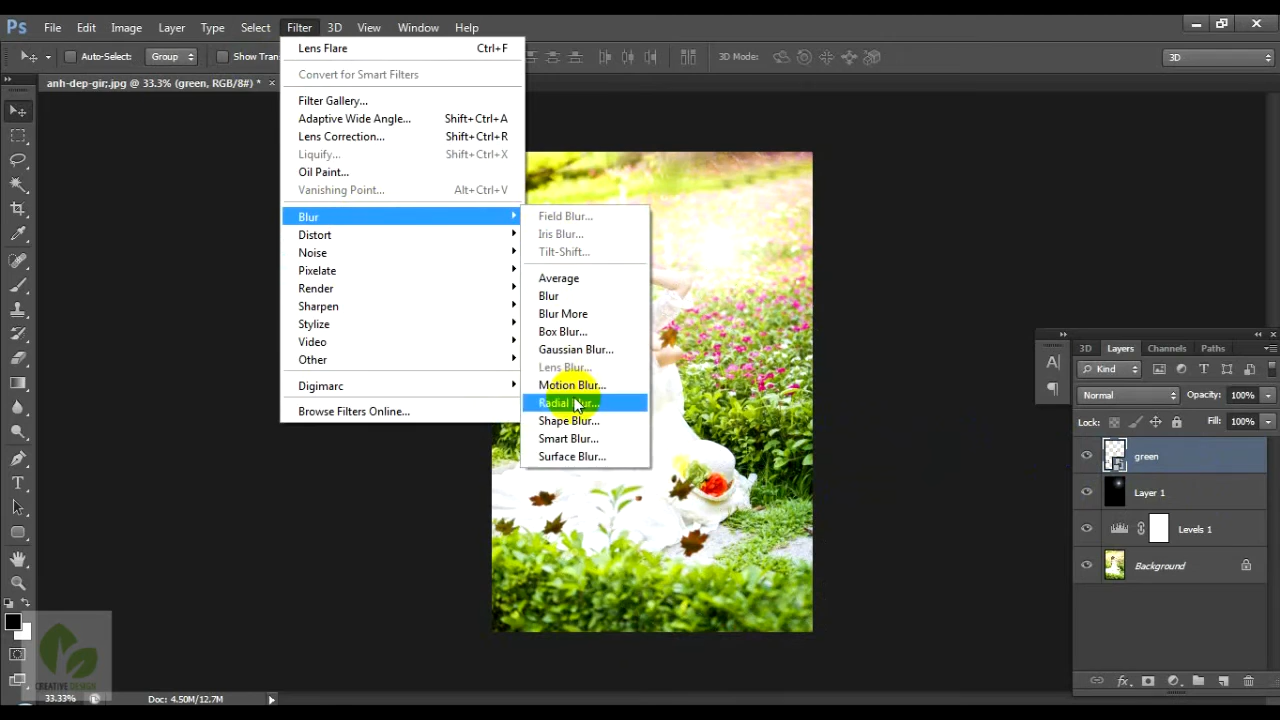 Ps File Edit Image Layer Type Select Filter 3D View Window Help
Auto-Select: Group Show Tran 3D Mode: 3D
anh-dep-gir;.jpg @ 33.3% (green, RGB/8#) *
Lens Flare Ctrl+F
Convert for Smart Filters
Filter Gallery...
Adaptive Wide Angle... Shift+Ctrl+A
Lens Correction... Shift+Ctrl+R
Liquify... Shift+Ctrl+X
Oil Paint...
Vanishing Point... Alt+Ctrl+V
Blur
Distort
Noise
Pixelate
Render
Sharpen
Stylize
Video
Other
Digimarc
Browse Filters Online...
Field Blur...
Iris Blur...
Tilt-Shift...
Average
Blur
Blur More
Box Blur...
Gaussian Blur...
Lens Blur...
Motion Blur...
Radial Blur...
Shape Blur...
Smart Blur...
Surface Blur...
3D Layers Channels Paths
Kind
Normal Opacity: 100%
Lock: Fill: 100%
green
Layer 1
Levels 1
Background
CREATIVE DESIGN
33.33% Doc: 4.50M/12.7M